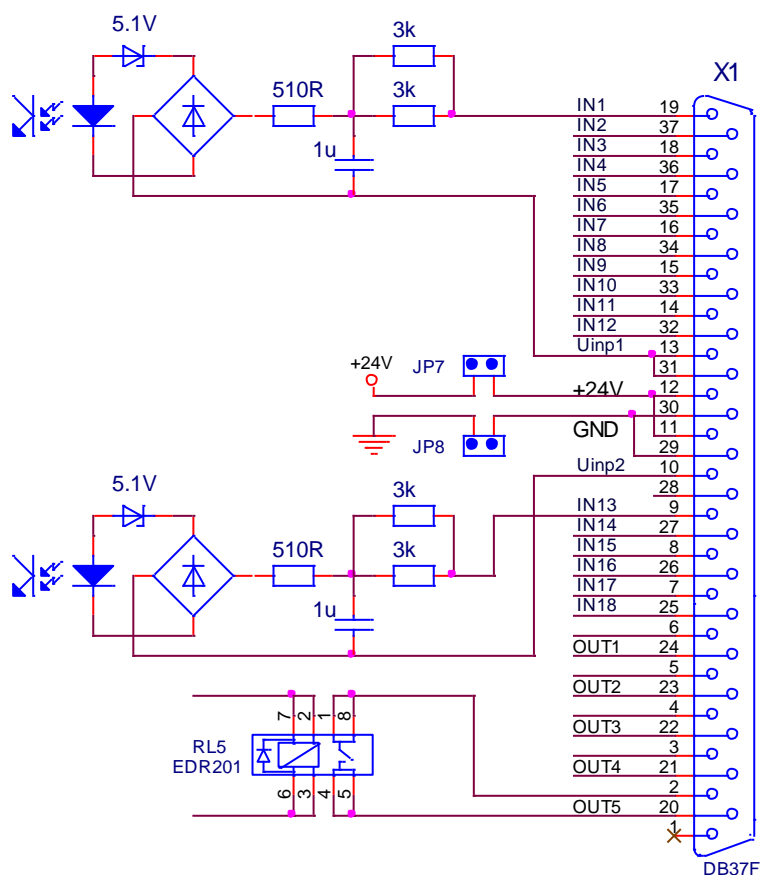 5.1V
3k
510R
3k
1u
X1
IN1 19
IN2 37
IN3 18
IN4 36
IN5 17
IN6 35
IN7 16
IN8 34
IN9 15
IN10 33
IN11 14
IN12 32
Uinp1 13
31
+24V JP7 +24V 12
30
JP8 GND 11
29
Uinp2 10
28
5.1V
3k
510R
3k
1u
IN13 9
IN14 27
IN15 8
IN16 26
IN17 7
IN18 25
6
OUT1 24
5
OUT2 23
4
OUT3 22
3
OUT4 21
2
OUT5 20
1
7 2 1 8
RL5
EDR201
6 3 4 5
DB37F